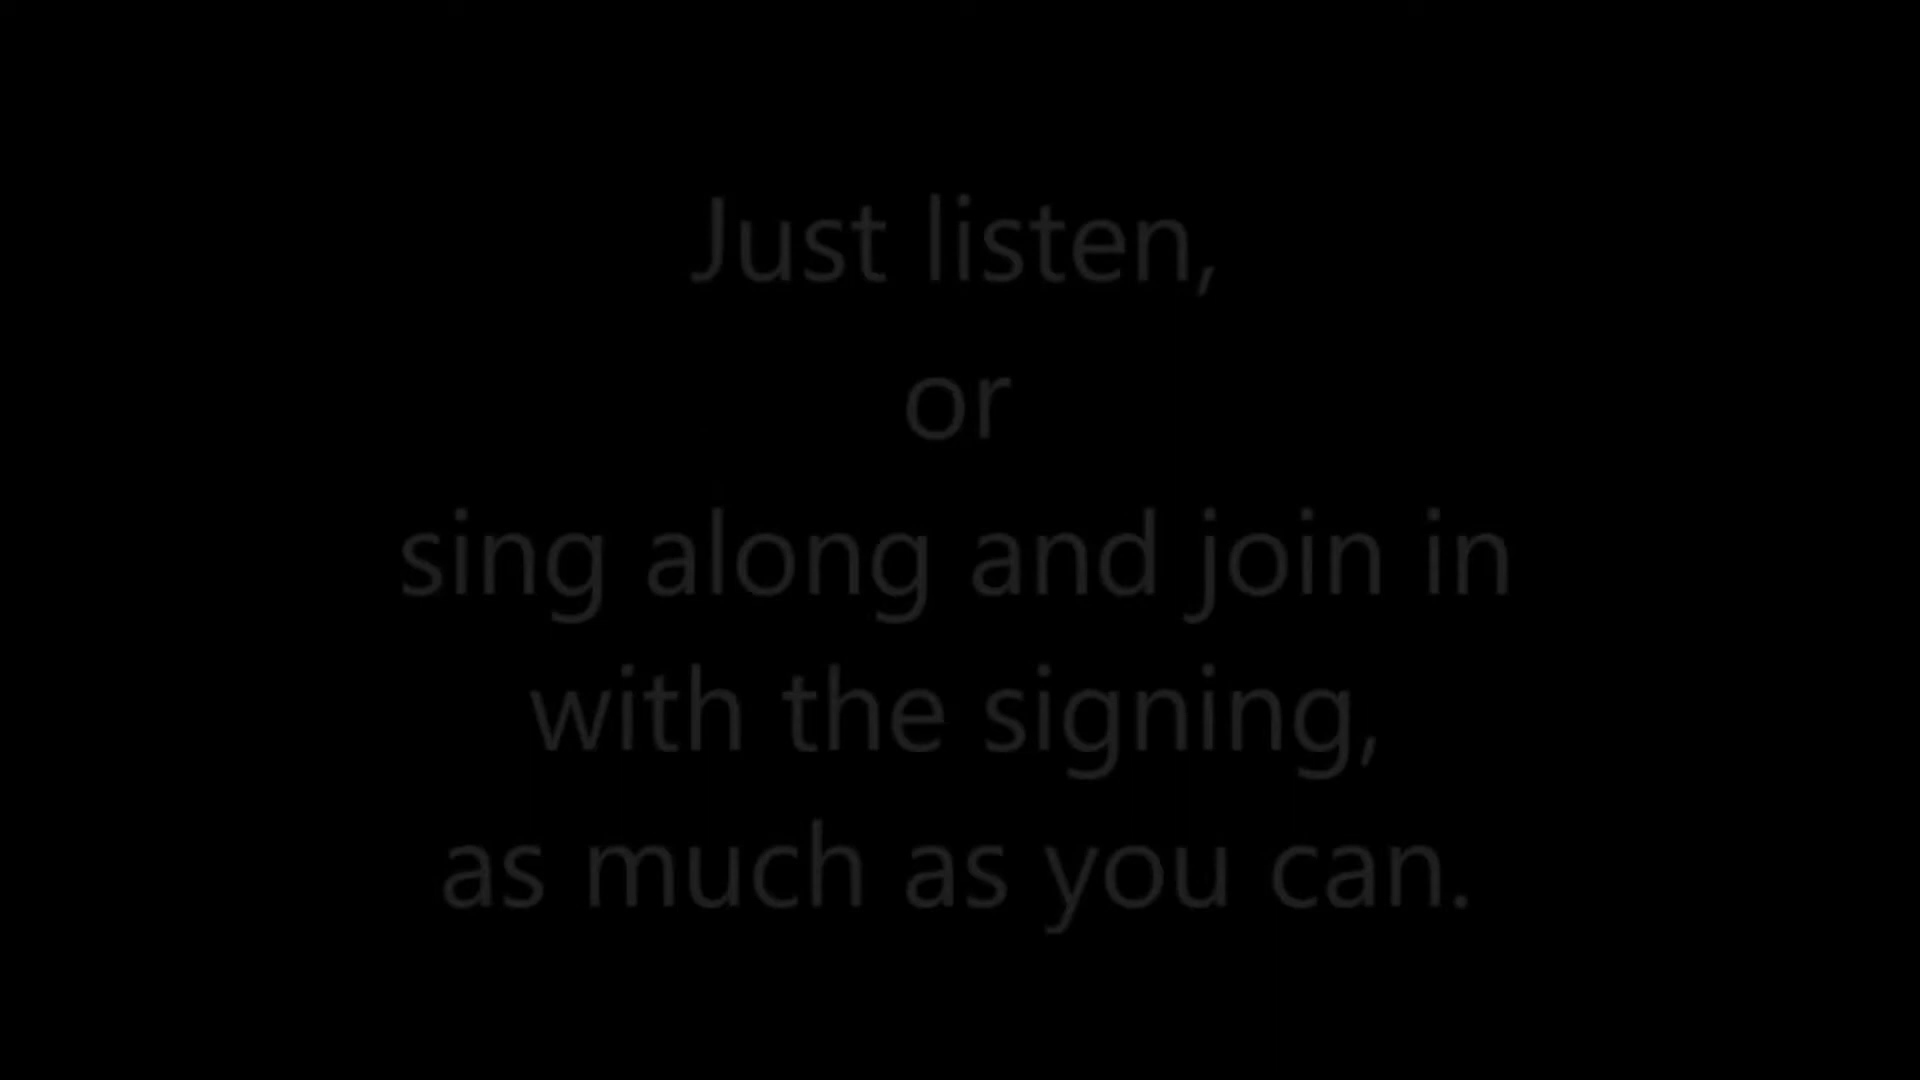 Just listen,
or
sing along and join in
with the signing,
as much as you can.